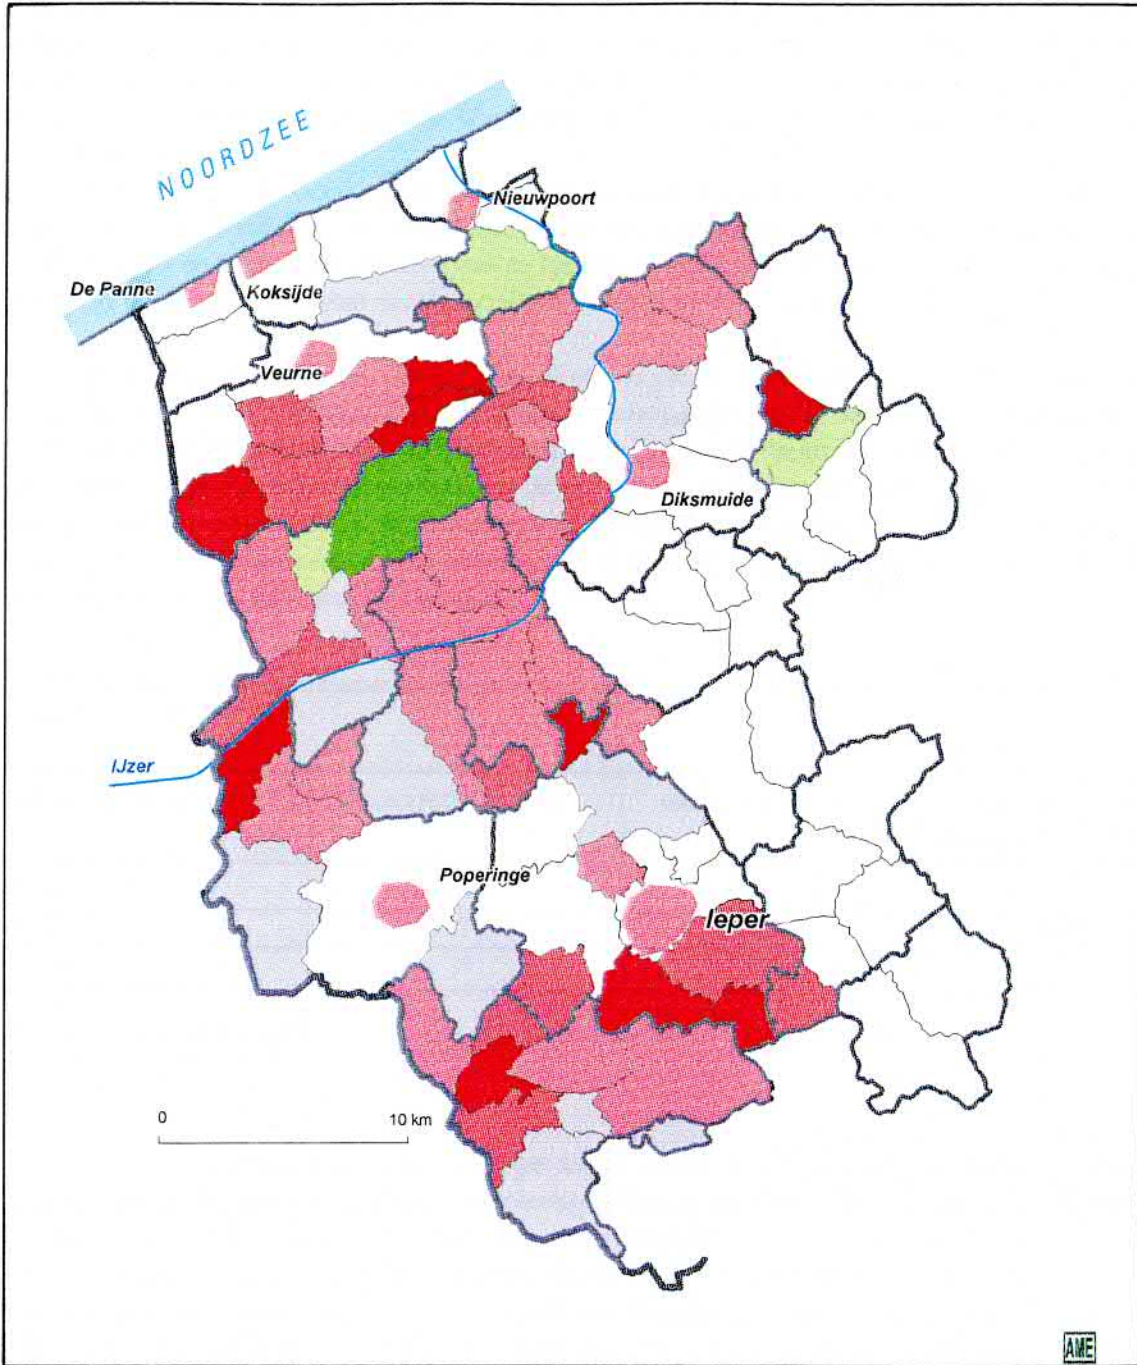 NOORDZEE
Nieuwpoort
De Panne
Koksijde
Veurne
Diksmuide
IJzer
Poperinge
Ieper
0 10 km
AME